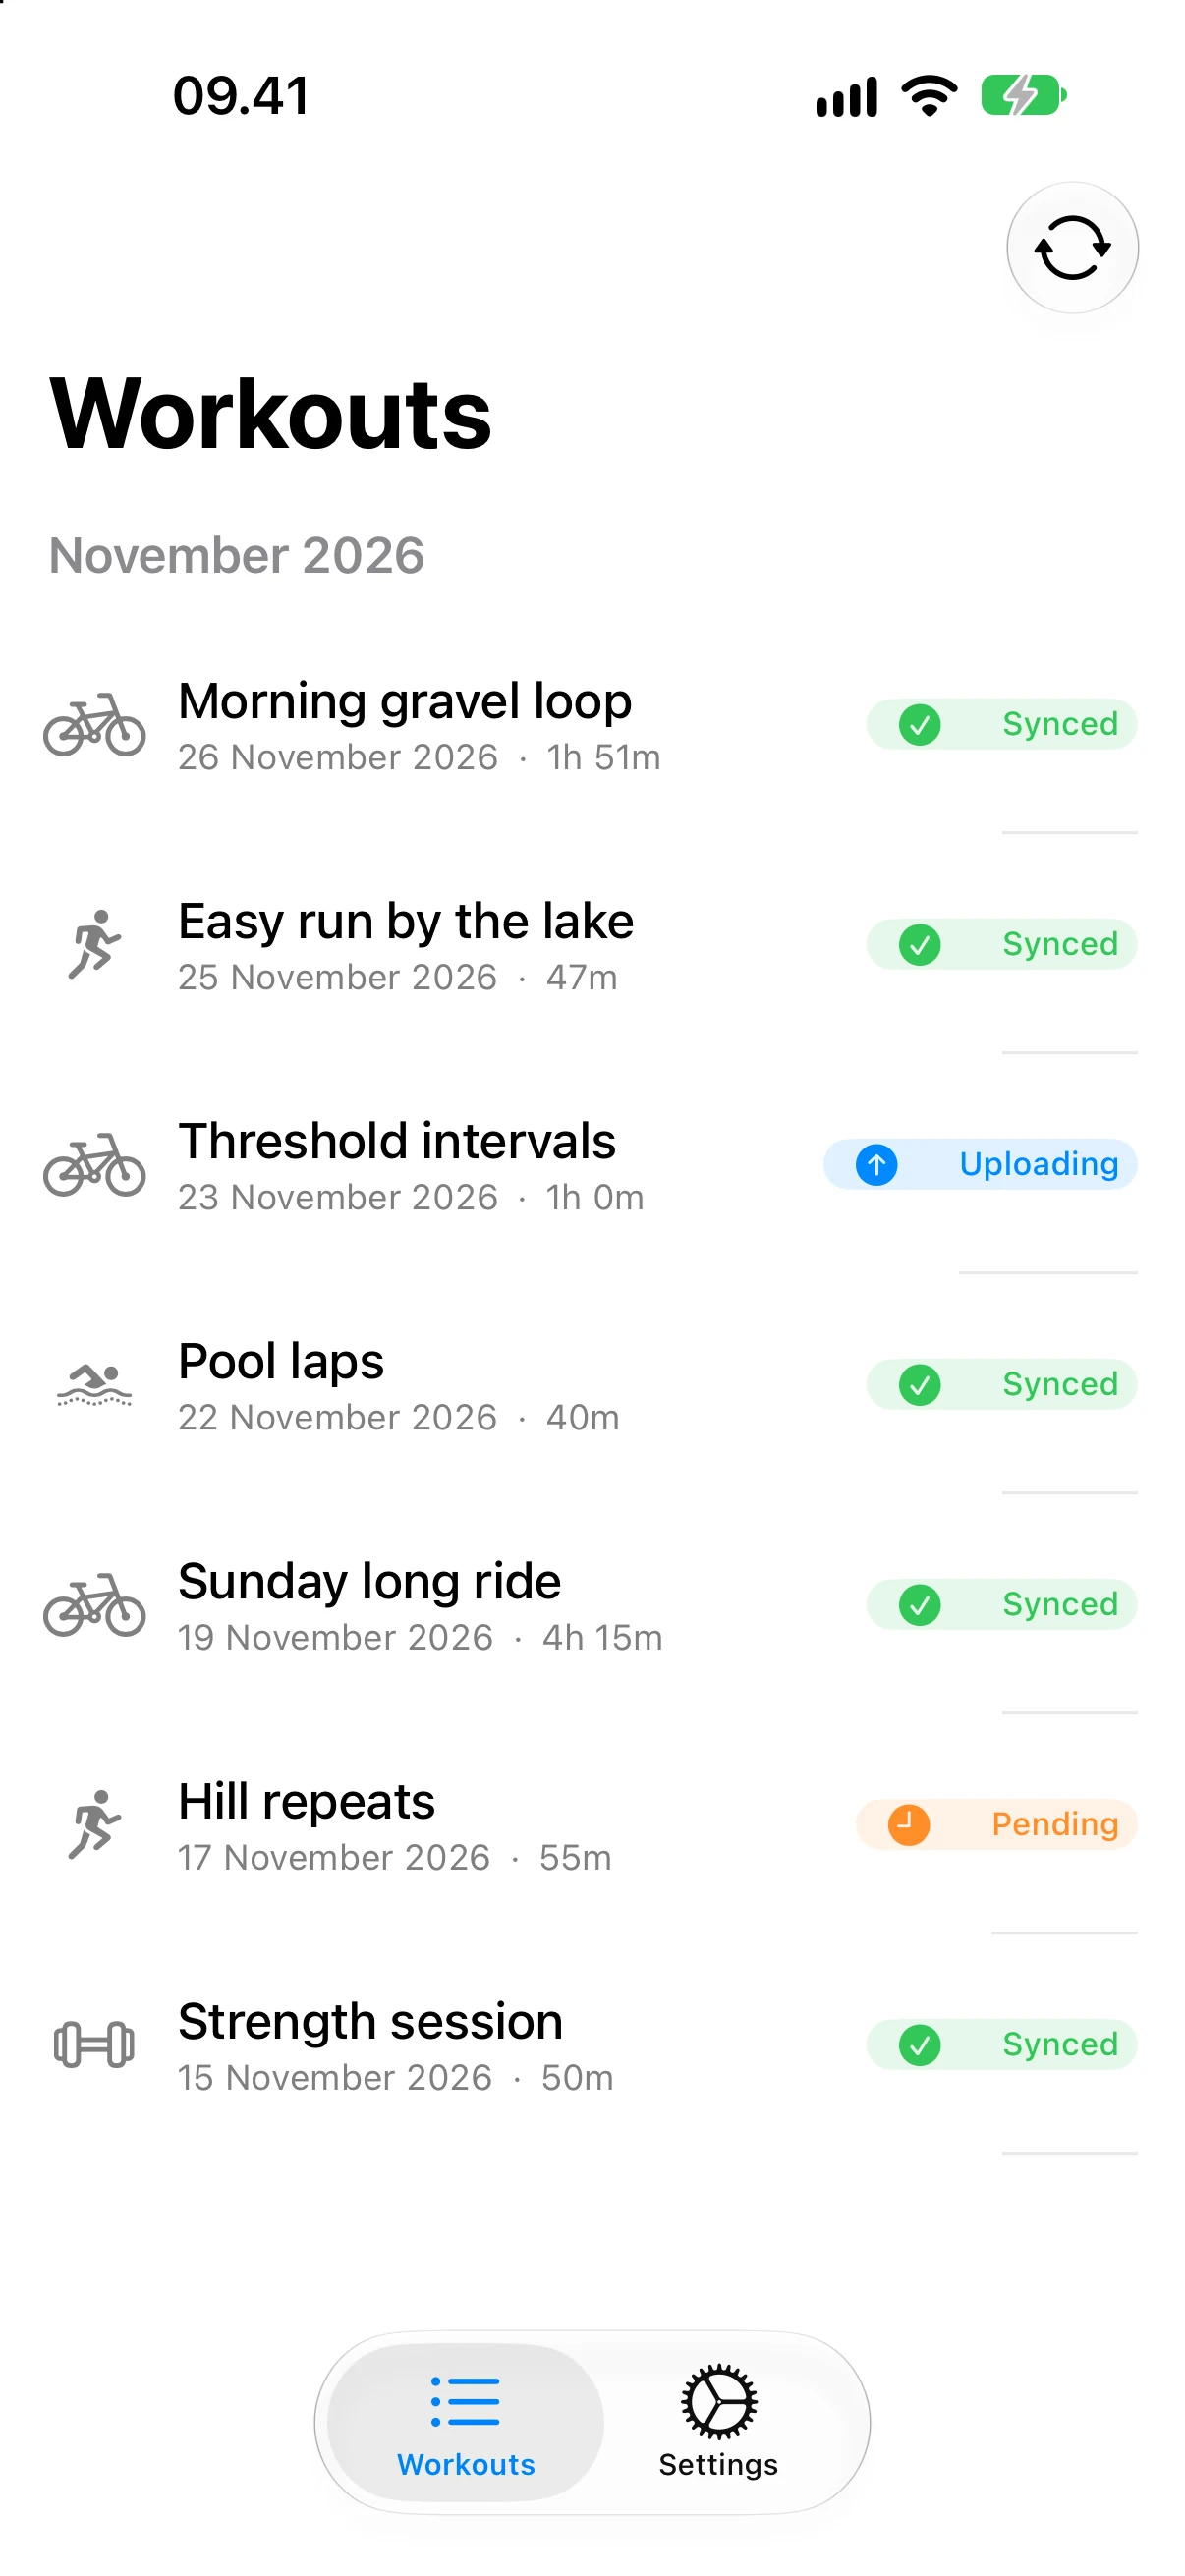 09.41
Workouts
November 2026
Morning gravel loop
26 November 2026 · 1h 51m
Synced
Easy run by the lake
25 November 2026 · 47m
Synced
Threshold intervals
23 November 2026 · 1h 0m
Uploading
Pool laps
22 November 2026 · 40m
Synced
Sunday long ride
19 November 2026 · 4h 15m
Synced
Hill repeats
17 November 2026 · 55m
Pending
Strength session
15 November 2026 · 50m
Synced
Workouts
Settings